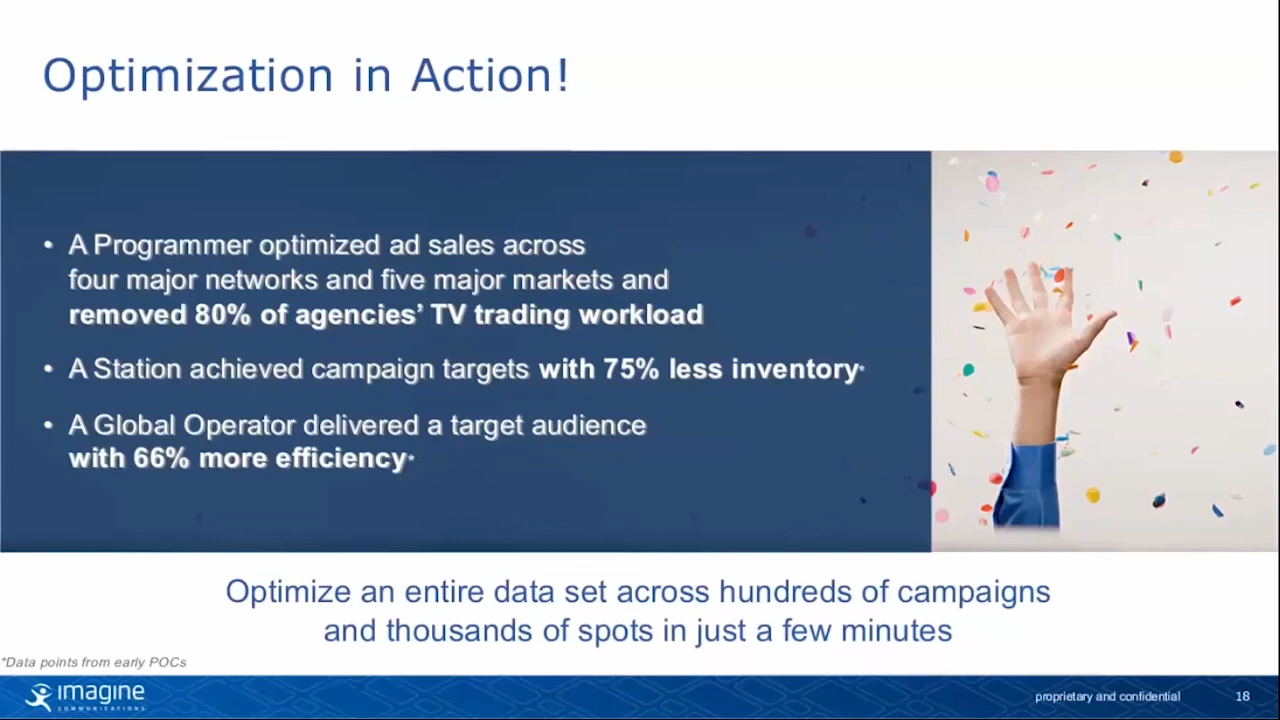 Optimization in Action!
• A Programmer optimized ad sales across
four major networks and five major markets and
removed 80% of agencies’ TV trading workload
• A Station achieved campaign targets with 75% less inventory*
• A Global Operator delivered a target audience
with 66% more efficiency*
Optimize an entire data set across hundreds of campaigns
and thousands of spots in just a few minutes
*Data points from early POCs
imagine
COMMUNICATIONS
proprietary and confidential
18